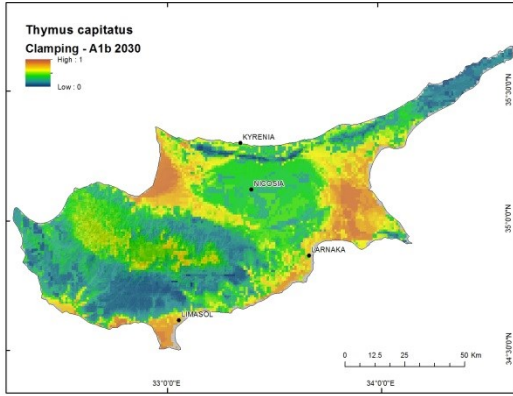 Thymus capitatus
Clamping - A1b 2030
High : 1
Low : 0
35°30'0"N
KYRENIA
NICOSIA
35°0'0"N
LARNAKA
LIMASOL
0 12.5 25 50 Km
34°30'0"N
33°0'0"E 34°0'0"E